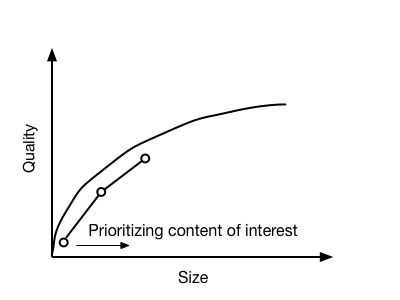 Quality
Prioritizing content of interest
Size